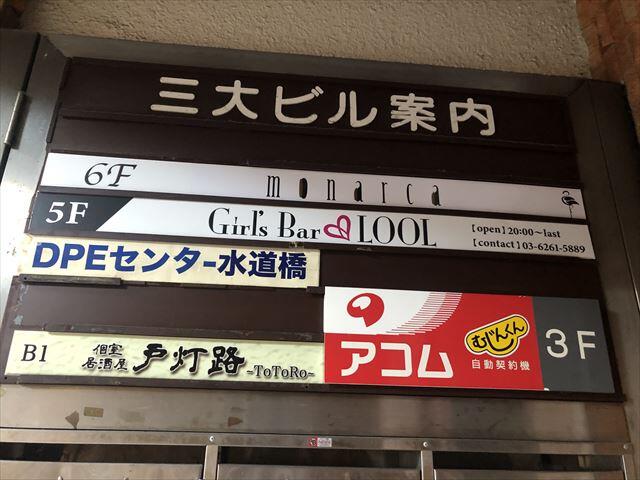 三大ビル案内
6F monarca
5F Girl's Bar LOOL
【open】20:00～last
【contact】03-6261-5889
DPEセンター水道橋
アコム
むじんくん
自動契約機
3F
B1 個室
居酒屋 戸灯路 ~ToToRo~